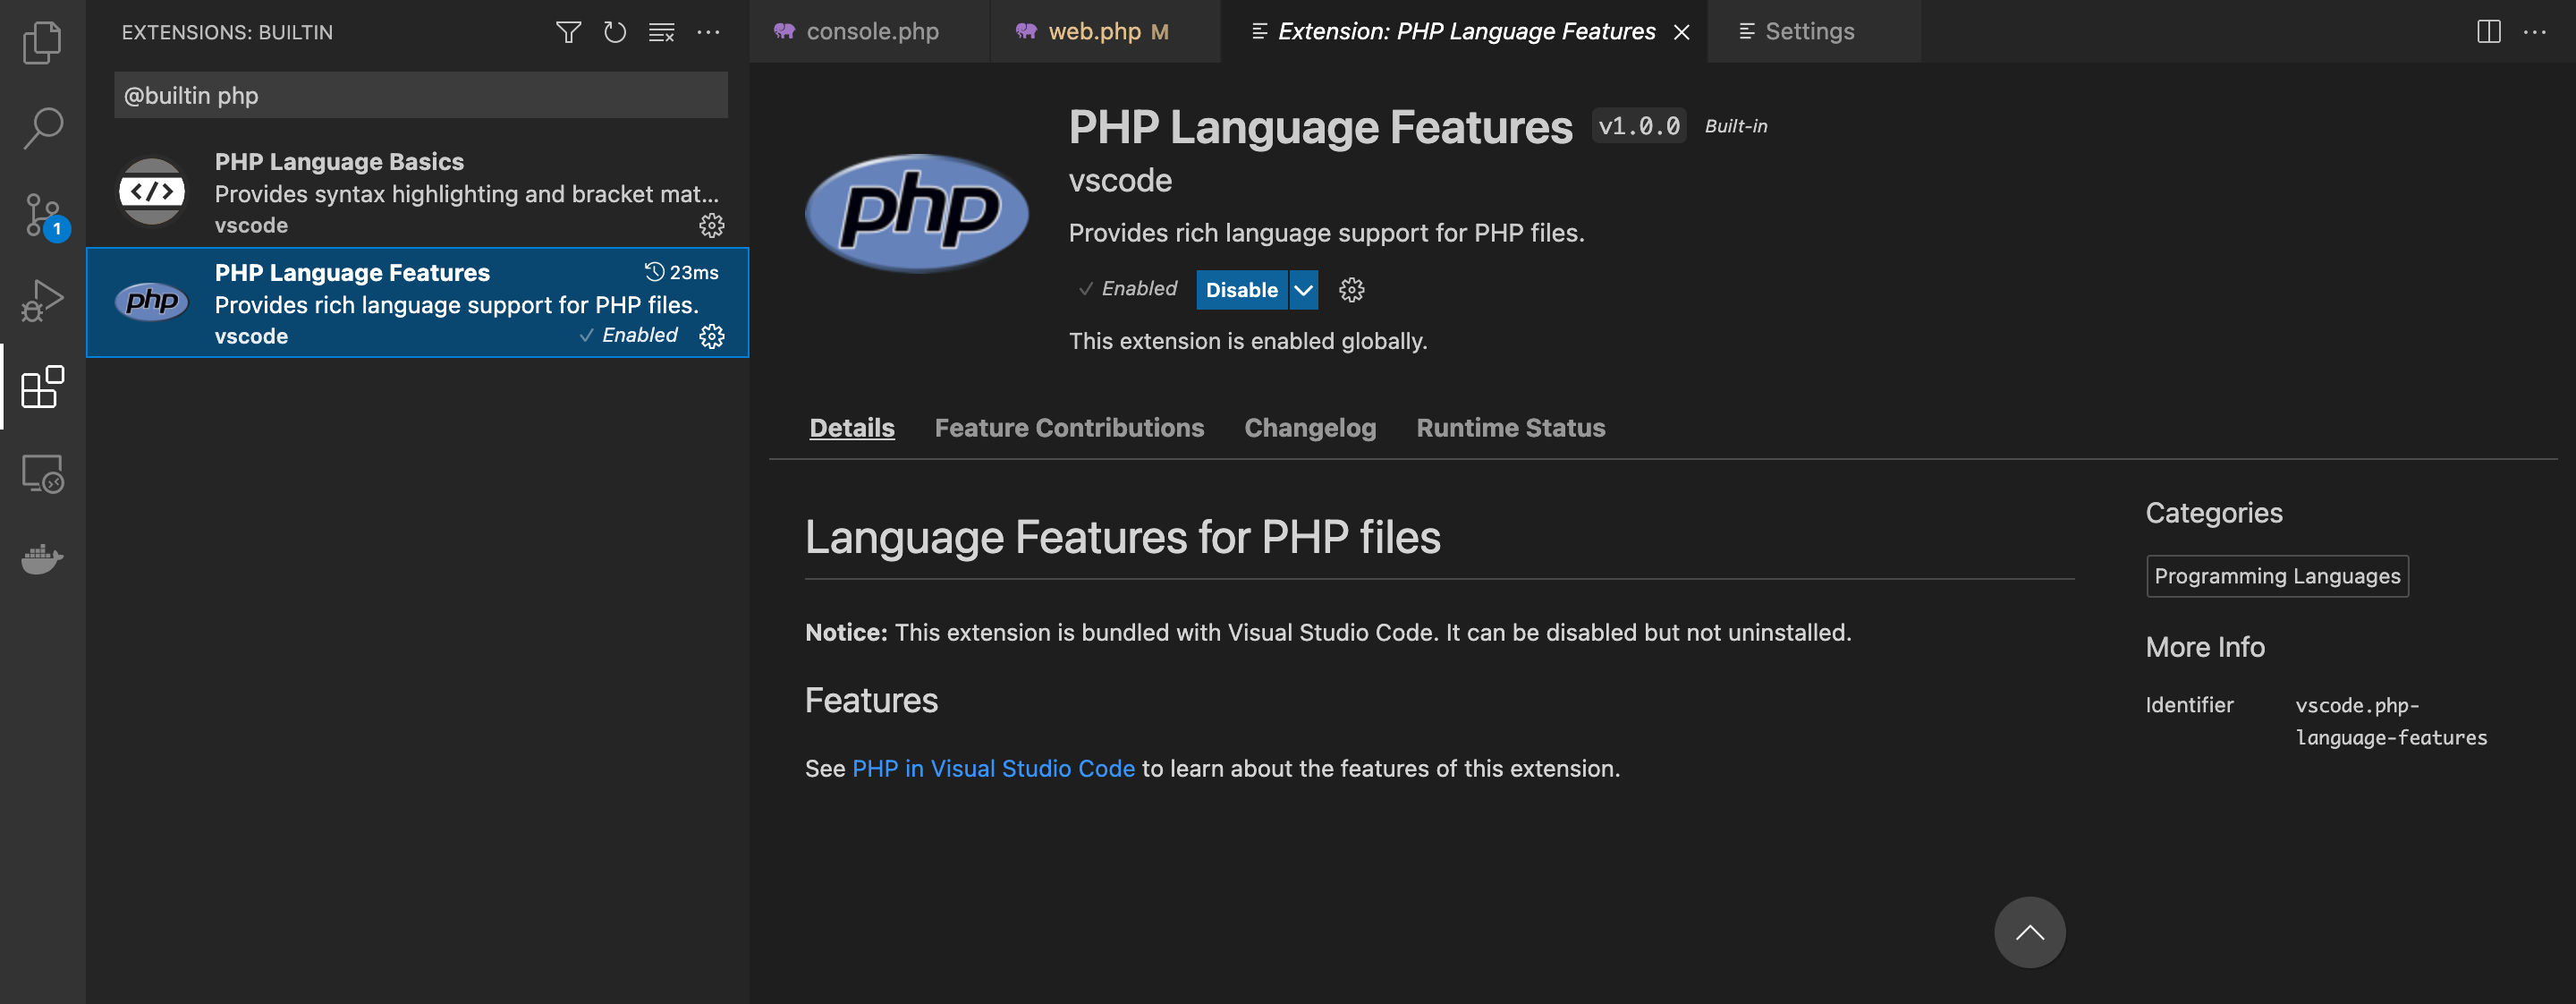 EXTENSIONS: BUILTIN
@builtin php
PHP Language Basics
Provides syntax highlighting and bracket mat...
vscode
php
PHP Language Features
23ms
Provides rich language support for PHP files.
vscode
Enabled
1
console.php
web.php M
Extension: PHP Language Features
Settings
php
PHP Language Features v1.0.0 Built-in
vscode
Provides rich language support for PHP files.
Enabled Disable
This extension is enabled globally.
Details Feature Contributions Changelog Runtime Status
Language Features for PHP files
Notice: This extension is bundled with Visual Studio Code. It can be disabled but not uninstalled.
Features
See PHP in Visual Studio Code to learn about the features of this extension.
Categories
Programming Languages
More Info
Identifier vscode.php-
language-features